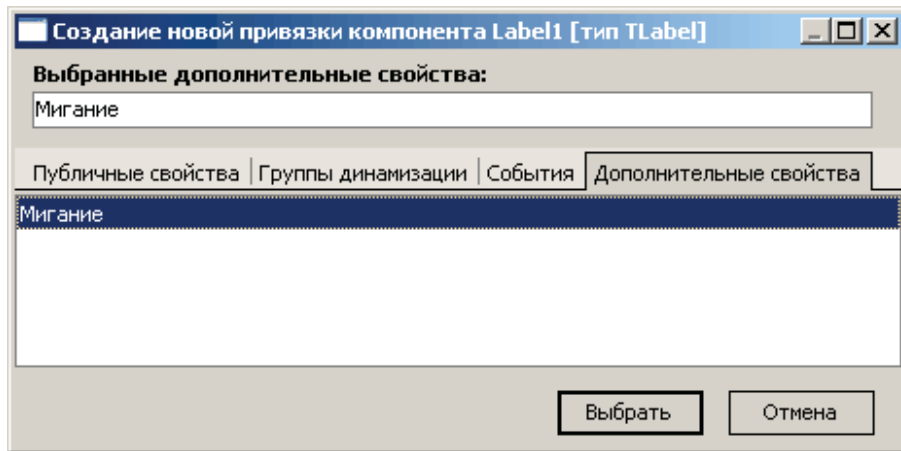 Создание новой привязки компонента Label1 [тип TLabel]
Выбранные дополнительные свойства:
Мигание
Публичные свойства Группы динамизации События Дополнительные свойства
Мигание
Выбрать Отмена